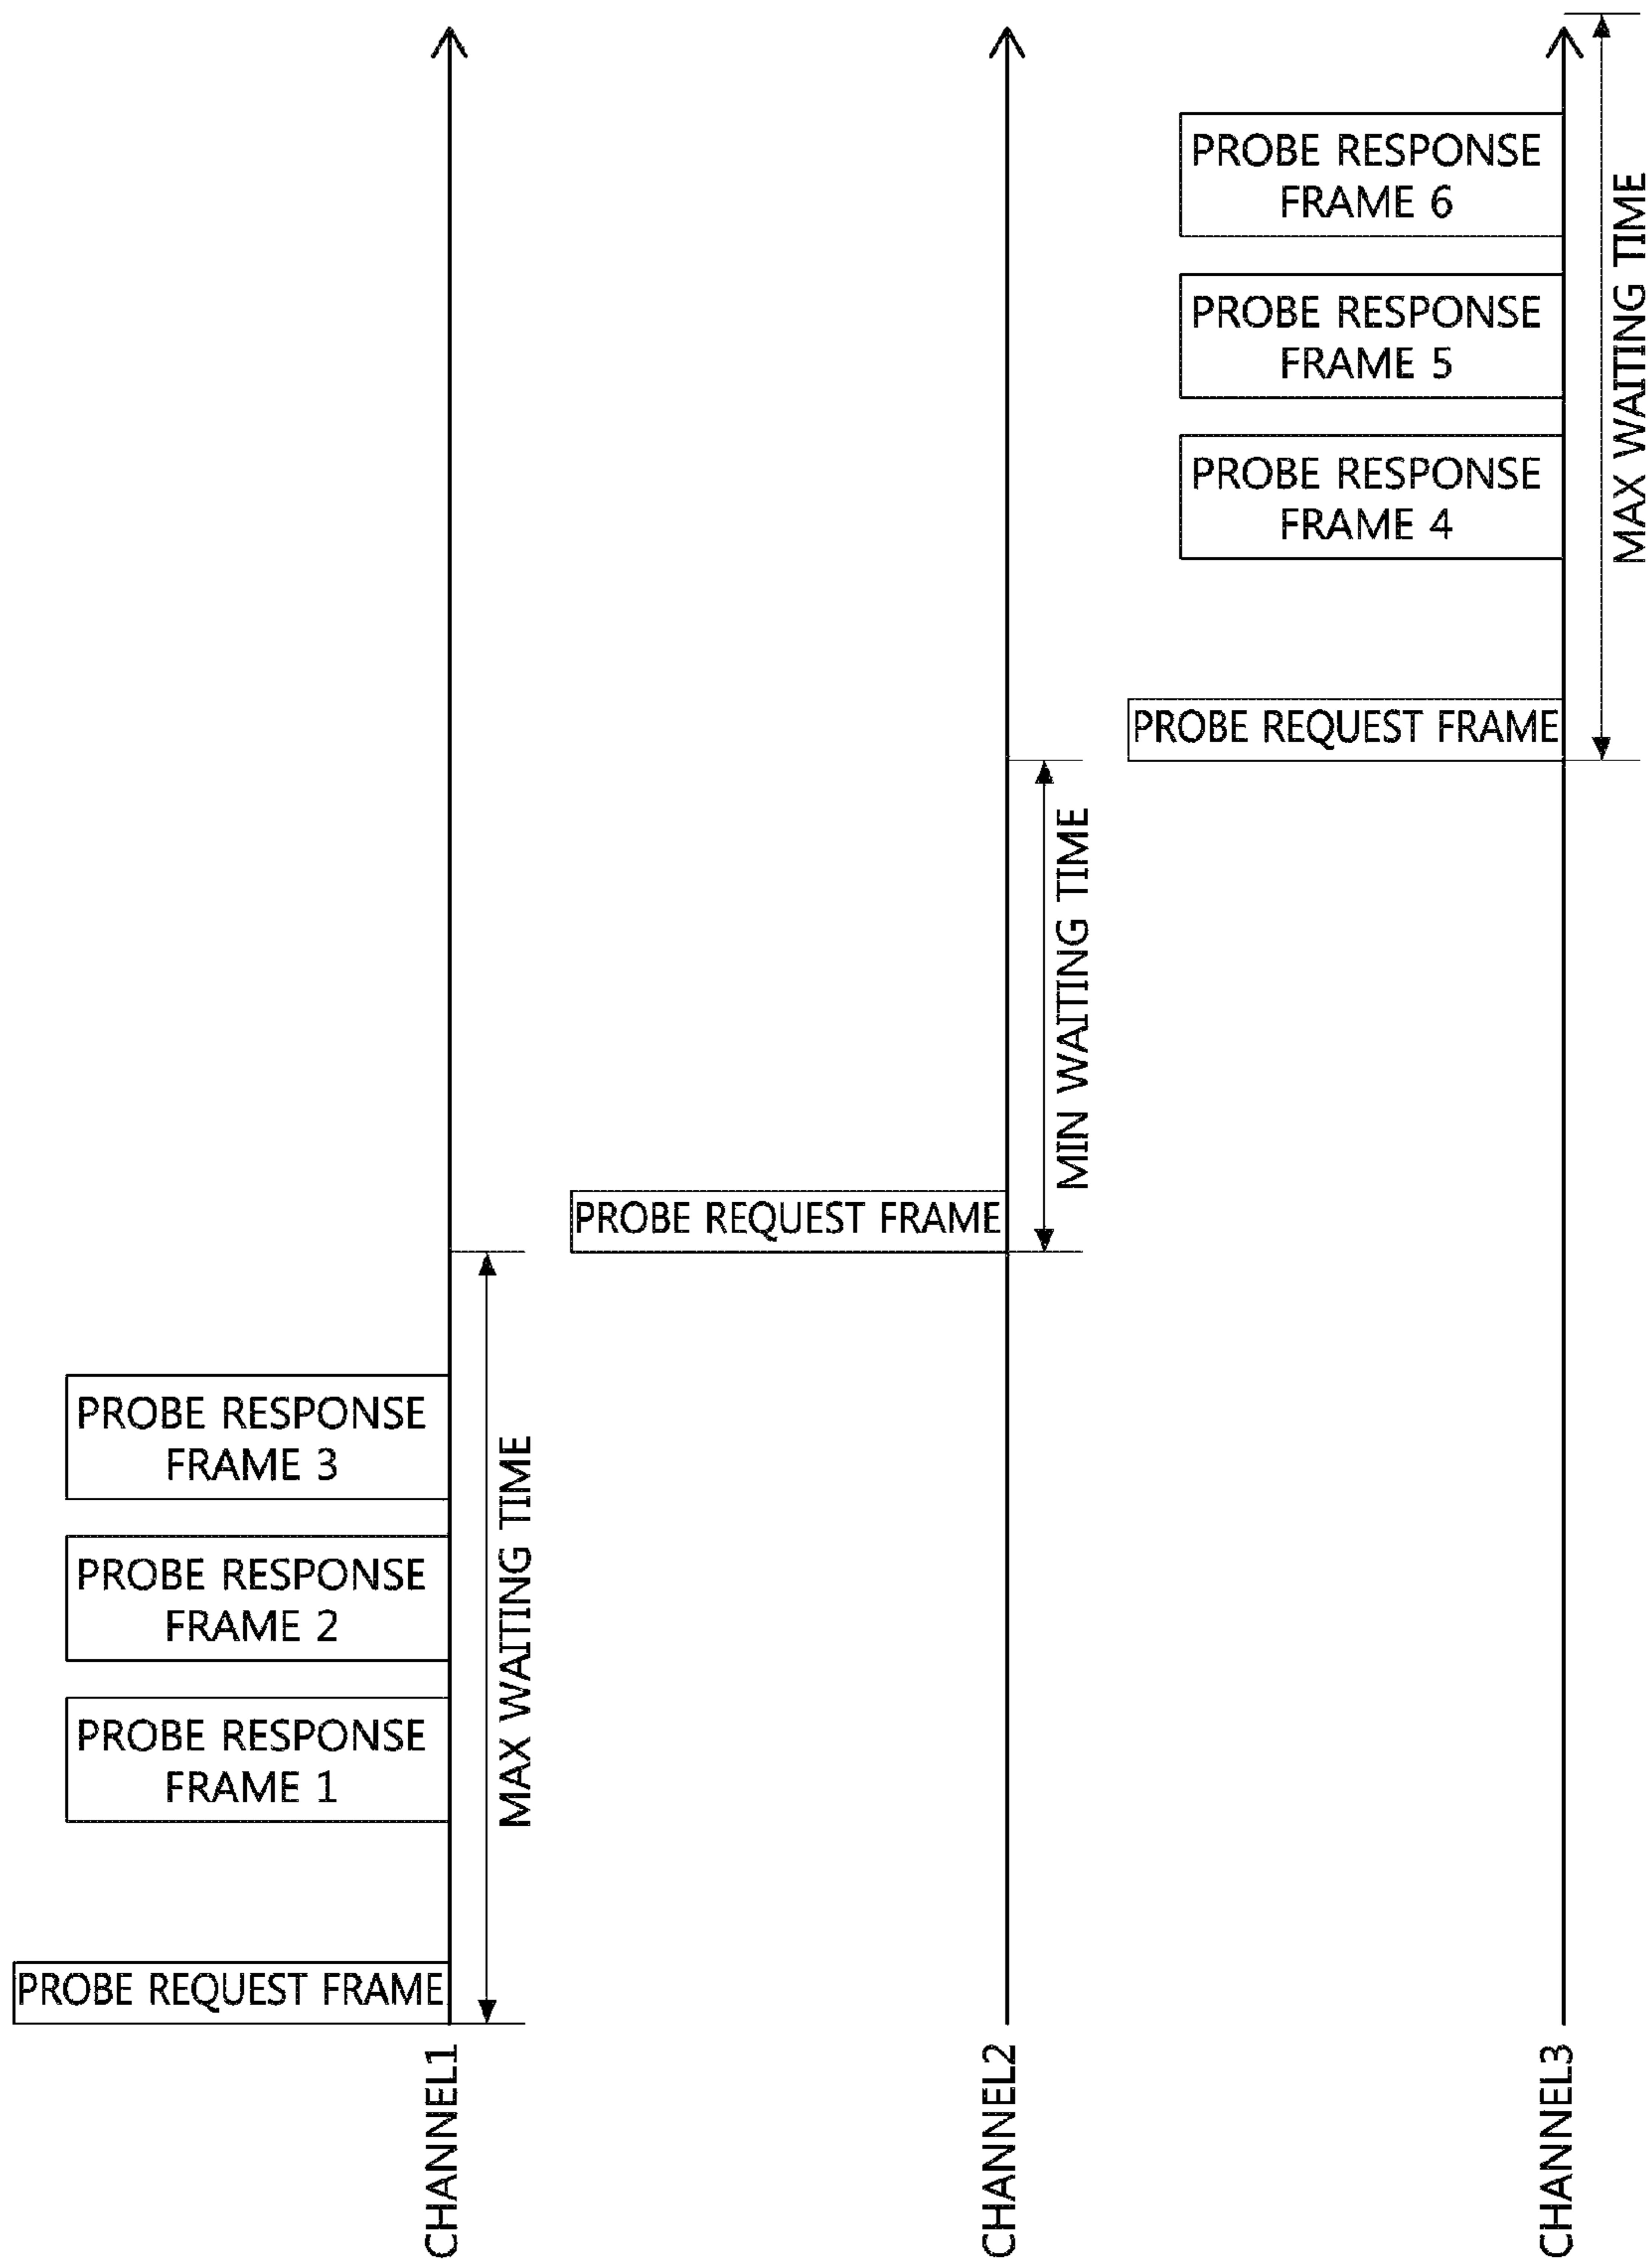 PROBE REQUEST FRAME
PROBE RESPONSE
FRAME 1
PROBE RESPONSE
FRAME 2
PROBE RESPONSE
FRAME 3
MAX WAITING TIME
CHANNEL1
PROBE REQUEST FRAME
MIN WAITING TIME
CHANNEL2
PROBE REQUEST FRAME
PROBE RESPONSE
FRAME 4
PROBE RESPONSE
FRAME 5
PROBE RESPONSE
FRAME 6
MAX WAITING TIME
CHANNEL3